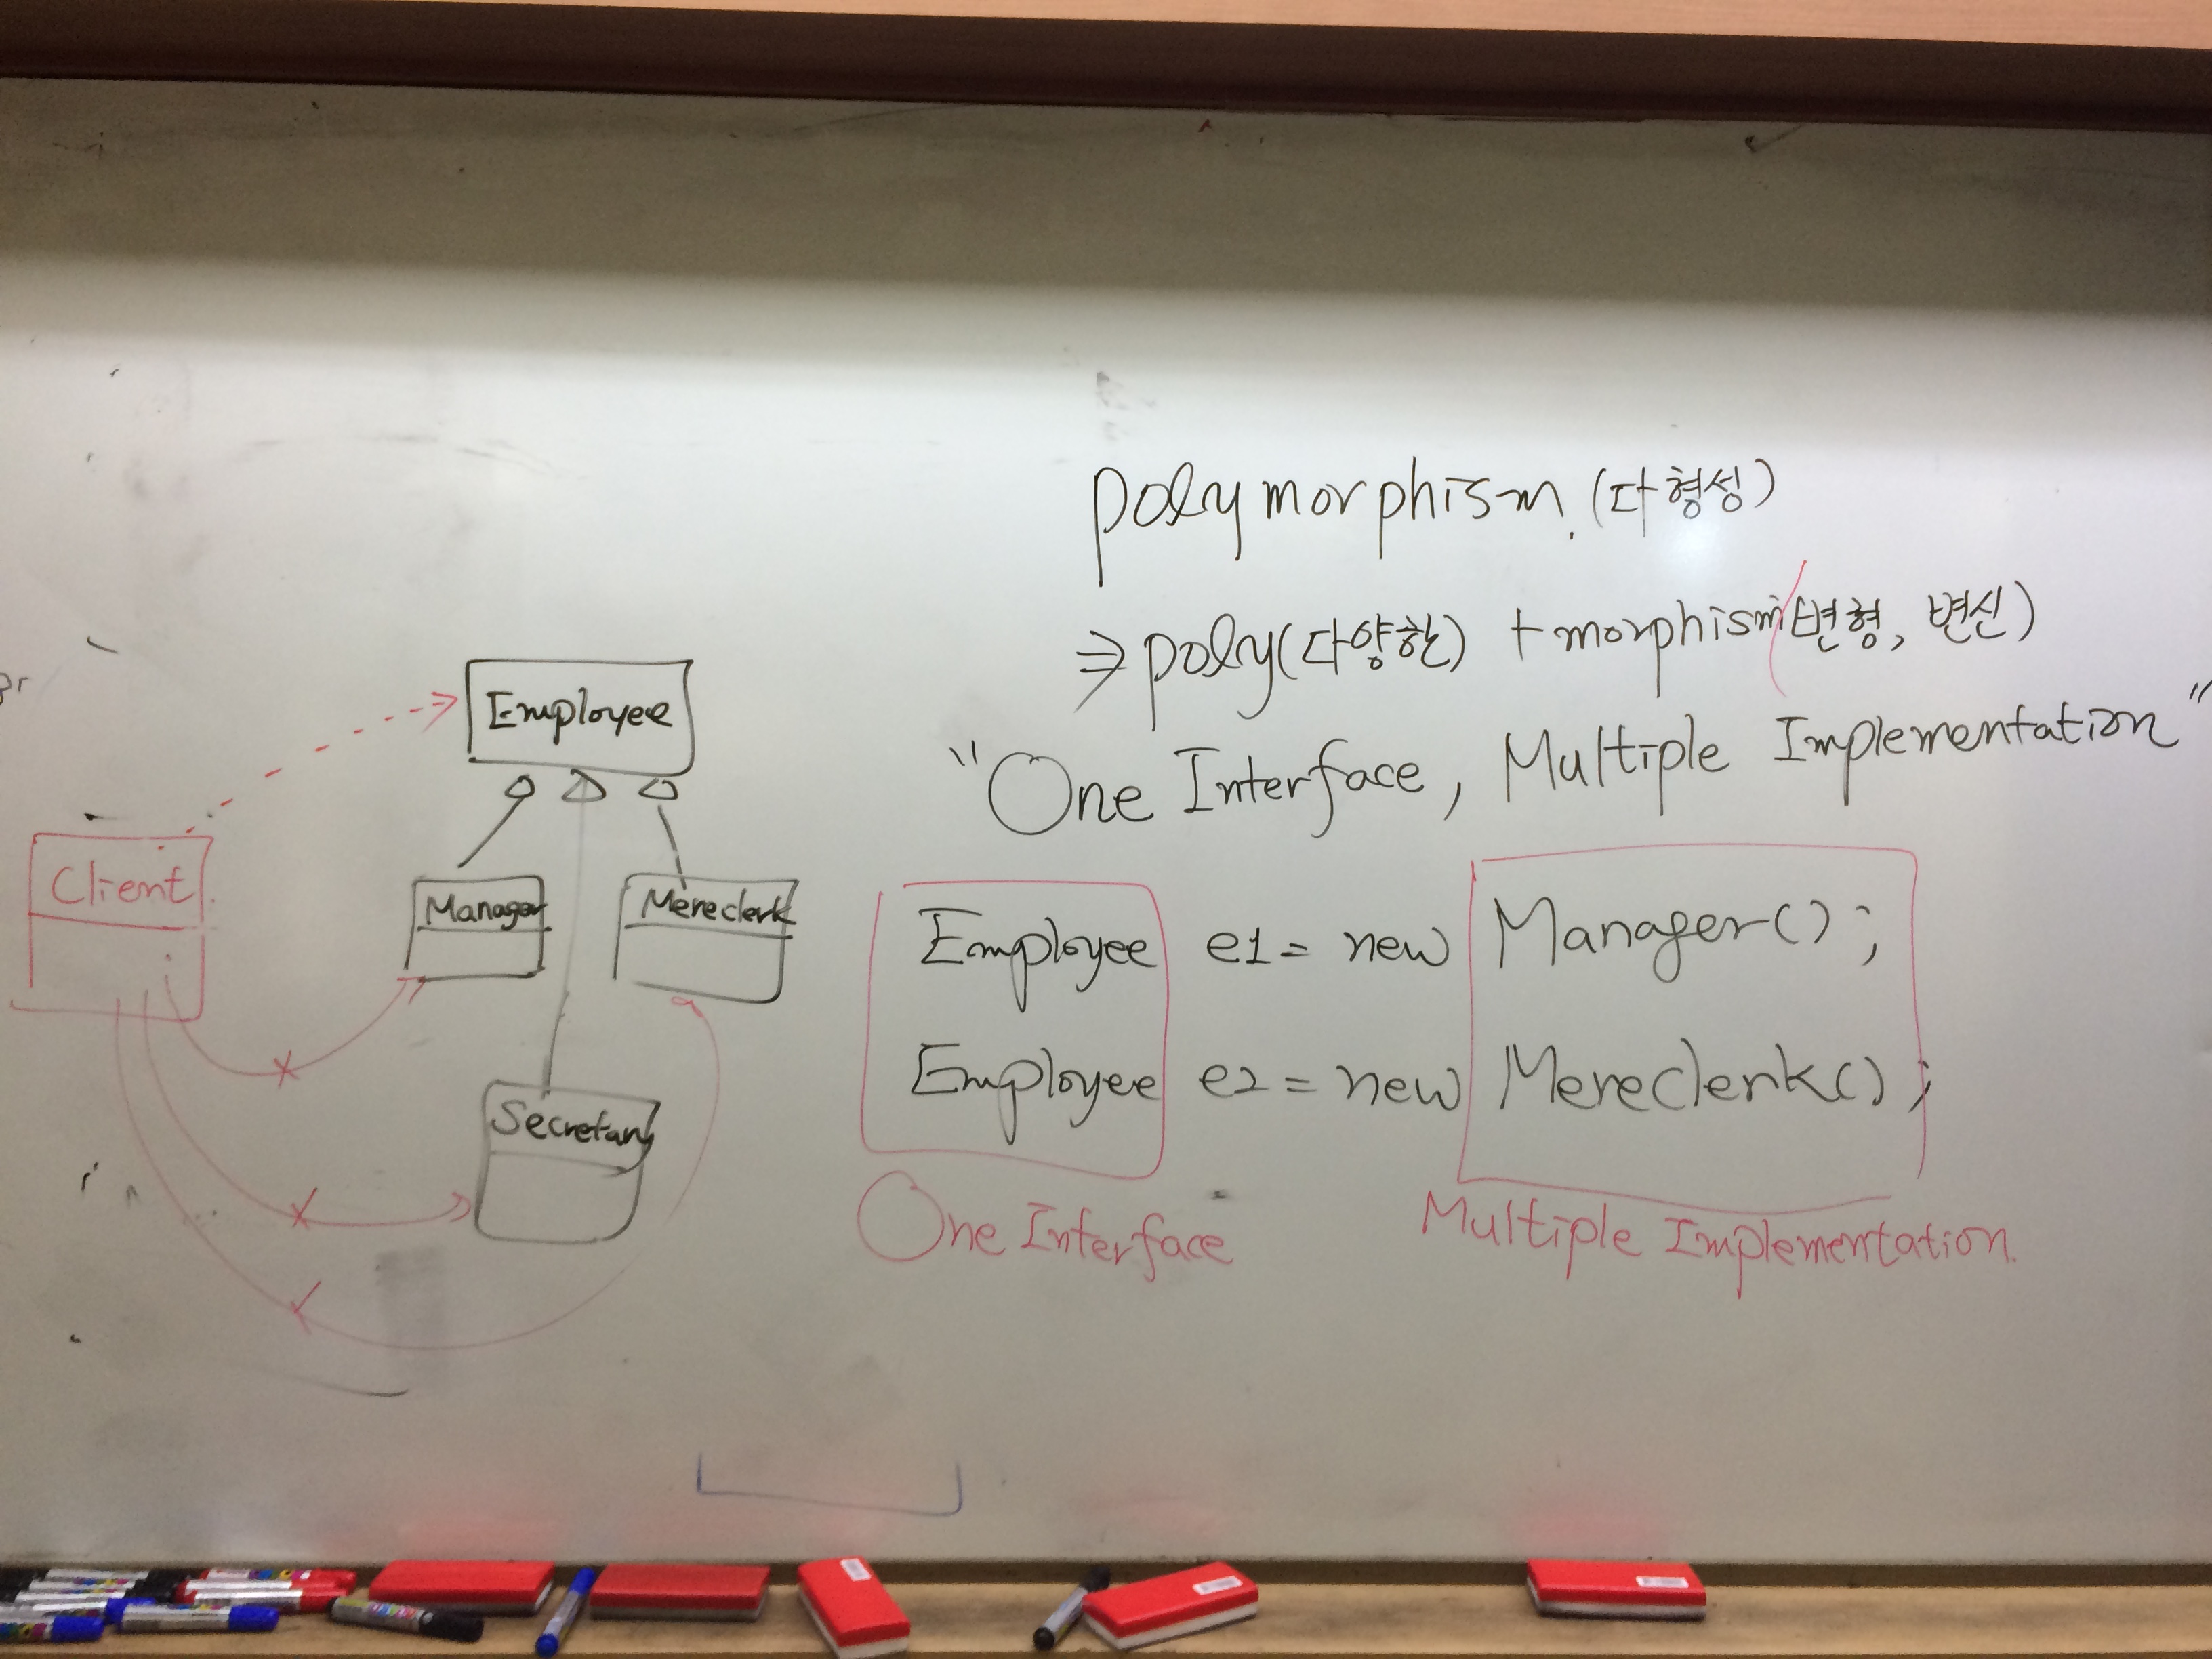 polymorphism. (다형성)
⇒ poly(다양한) + morphism(변형, 변신)
"One Interface, Multiple Implementation"
Employee
Client
Manager
Mereclerk
Secretary
Employee e1 = new Manager();
Employee e2 = new Mereclerk();
One Interface
Multiple Implementation.